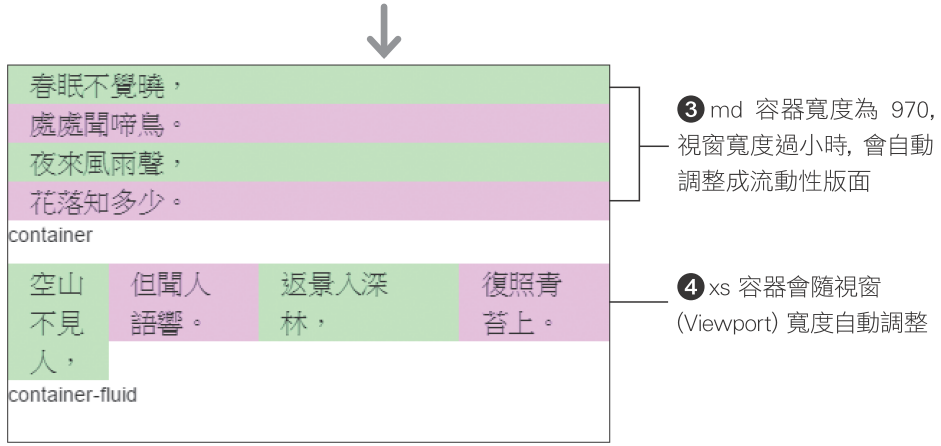 春眠不覺曉，
處處聞啼鳥。
夜來風雨聲，
花落知多少。
container
❸ md 容器寬度為 970,
視窗寬度過小時, 會自動
調整成流動性版面
空山
不見
人，
但聞人
語響。
返景入深
林，
復照青
苔上。
container-fluid
❹ xs 容器會隨視窗
(Viewport) 寬度自動調整